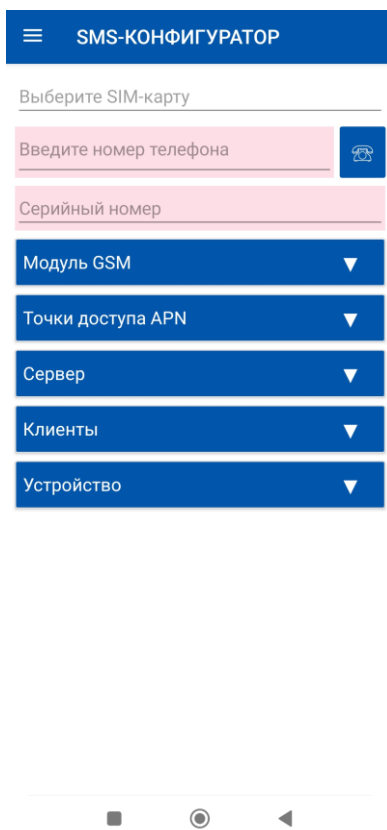 SMS-КОНФИГУРАТОР
Выберите SIM-карту
Введите номер телефона
Серийный номер
Модуль GSM
Точки доступа APN
Сервер
Клиенты
Устройство